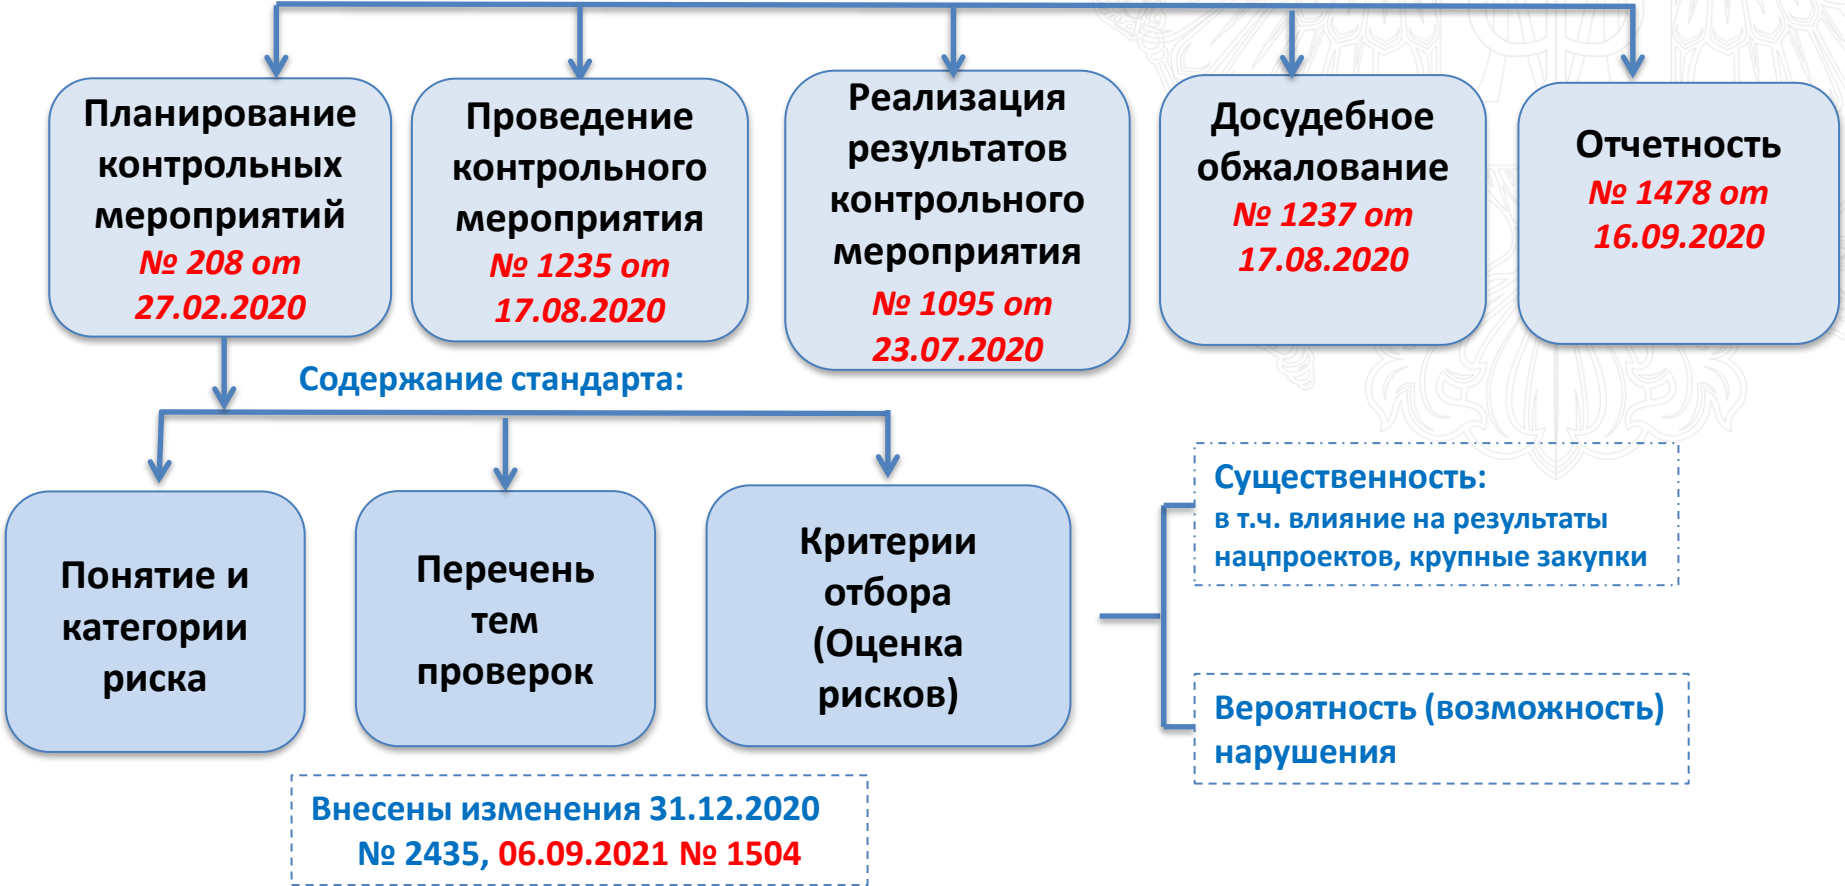 Планирование
контрольных
мероприятий
№ 208 от
27.02.2020
Проведение
контрольного
мероприятия
№ 1235 от
17.08.2020
Реализация
результатов
контрольного
мероприятия
№ 1095 от
23.07.2020
Досудебное
обжалование
№ 1237 от
17.08.2020
Отчетность
№ 1478 от
16.09.2020
Содержание стандарта:
Понятие и
категории
риска
Перечень
тем
проверок
Критерии
отбора
(Оценка
рисков)
Существенность:
в т.ч. влияние на результаты
нацпроектов, крупные закупки
Вероятность (возможность)
нарушения
Внесены изменения 31.12.2020
№ 2435, 06.09.2021 № 1504